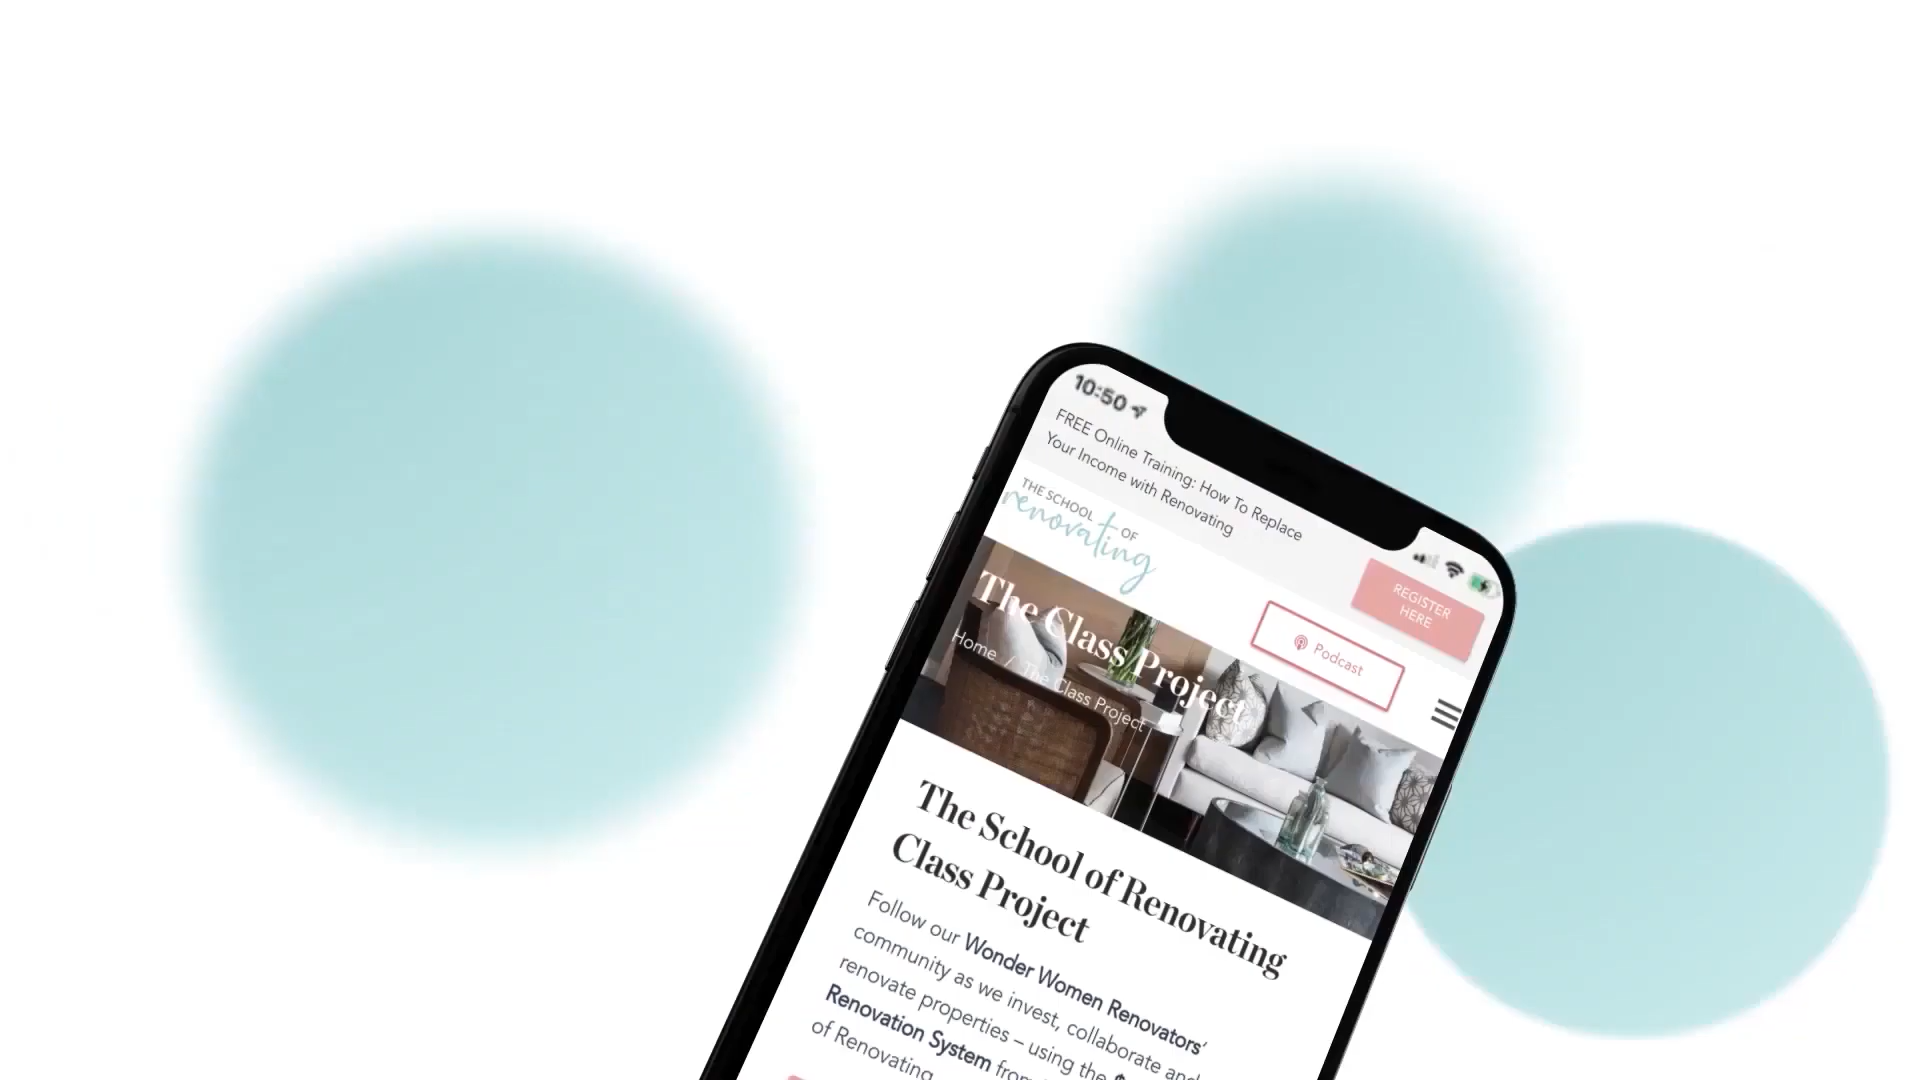 10:50
FREE Online Training: How To Replace
Your Income with Renovating
REGISTER
HERE
THE SCHOOL OF
renovating
Podcast
The Class Project
Home / The Class Project
The School of Renovating
Class Project
Follow our Wonder Women Renovators'
community as we invest, collaborate and
renovate properties – using the
Renovation System from
of Renovating